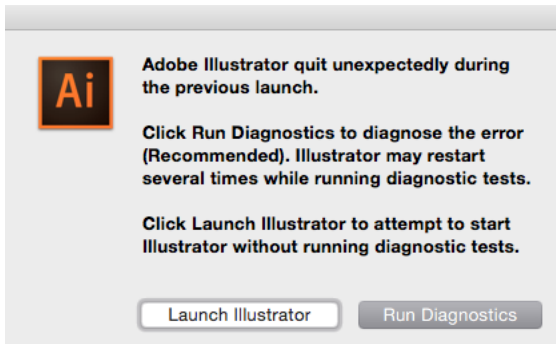 Ai
Adobe Illustrator quit unexpectedly during
the previous launch.
Click Run Diagnostics to diagnose the error
(Recommended). Illustrator may restart
several times while running diagnostic tests.
Click Launch Illustrator to attempt to start
Illustrator without running diagnostic tests.
Launch Illustrator
Run Diagnostics